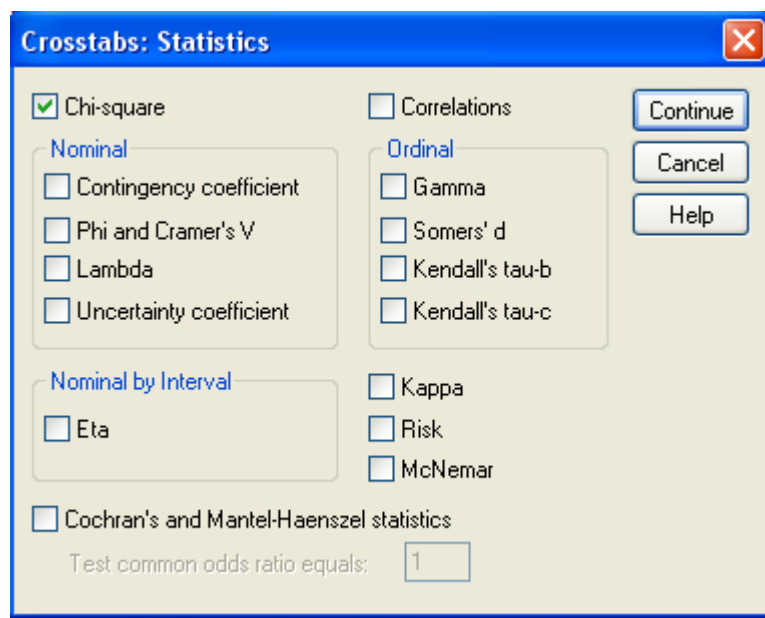 Crosstabs: Statistics
Chi-square
Correlations
Continue
Nominal
Ordinal
Cancel
Contingency coefficient
Gamma
Help
Phi and Cramer's V
Somers' d
Lambda
Kendall's tau-b
Uncertainty coefficient
Kendall's tau-c
Nominal by Interval
Kappa
Eta
Risk
McNemar
Cochran's and Mantel-Haenszel statistics
Test common odds ratio equals: 1